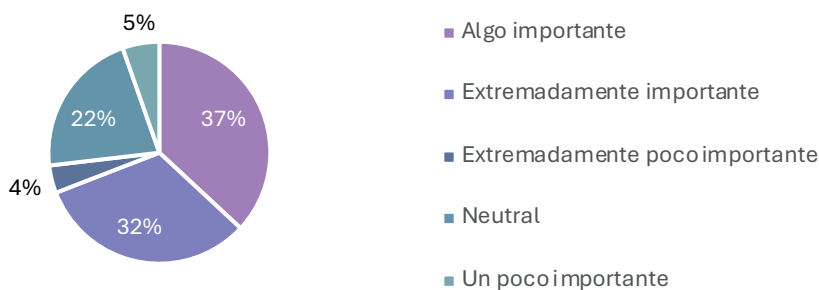 5%
37%
22%
4%
32%
Algo importante
Extremadamente importante
Extremadamente poco importante
Neutral
Un poco importante